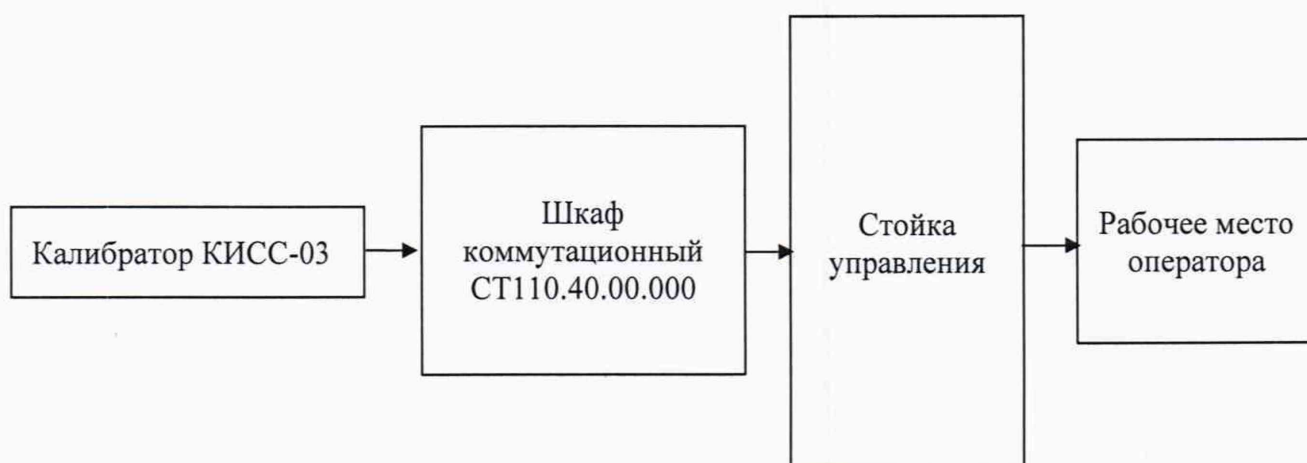 Калибратор КИСС-03
Шкаф
коммутационный
СТ110.40.00.000
Стойка
управления
Рабочее место
оператора